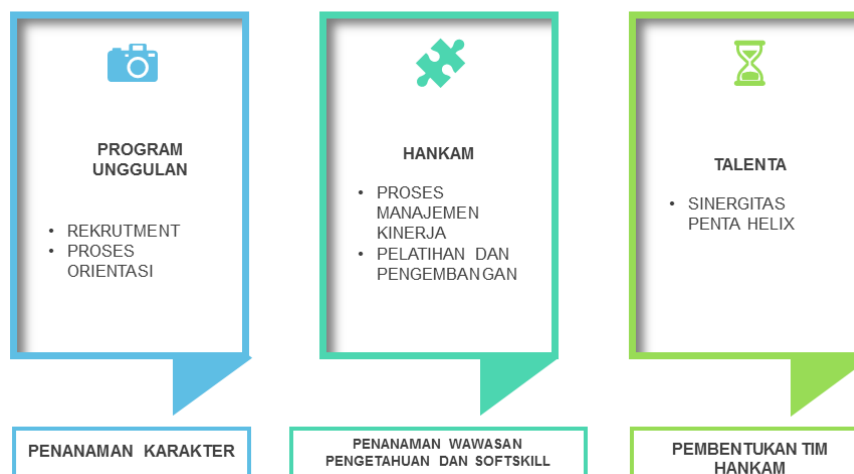 PROGRAM
UNGGULAN
• REKRUTMENT
• PROSES
ORIENTASI
HANKAM
• PROSES
MANAJEMEN
KINERJA
• PELATIHAN DAN
PENGEMBANGAN
TALENTA
• SINERGITAS
PENTA HELIX
PENANAMAN KARAKTER
PENANAMAN WAWASAN
PENGETAHUAN DAN SOFTSKILL
PEMBENTUKAN TIM
HANKAM